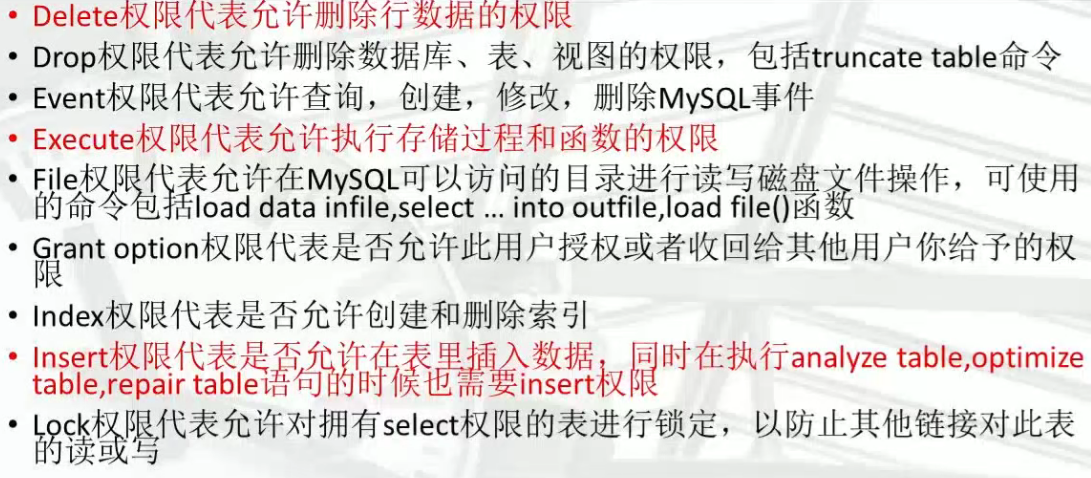 • Delete权限代表允许删除行数据的权限
• Drop权限代表允许删除数据库、表、视图的权限，包括truncate table命令
• Event权限代表允许查询，创建，修改，删除MySQL事件
• Execute权限代表允许执行存储过程和函数的权限
• File权限代表允许在MySQL可以访问的目录进行读写磁盘文件操作，可使用
的命令包括load data infile,select ... into outfile,load file()函数
• Grant option权限代表是否允许此用户授权或者收回给其他用户你给予的权
限
• Index权限代表是否允许创建和删除索引
• Insert权限代表是否允许在表里插入数据，同时在执行analyze table,optimize
table,repair table语句的时候也需要insert权限
• Lock权限代表允许对拥有select权限的表进行锁定，以防止其他链接对此表
的读或写